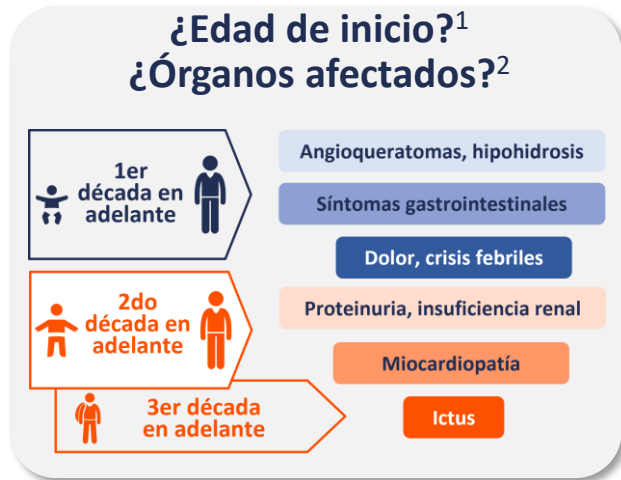 ¿Edad de inicio?1
¿Órganos afectados?2
1er
década en
adelante
Angioqueratomas, hipohidrosis
Síntomas gastrointestinales
Dolor, crisis febriles
2do
década en
adelante
Proteinuria, insuficiencia renal
Miocardiopatía
3er década
en adelante
Ictus